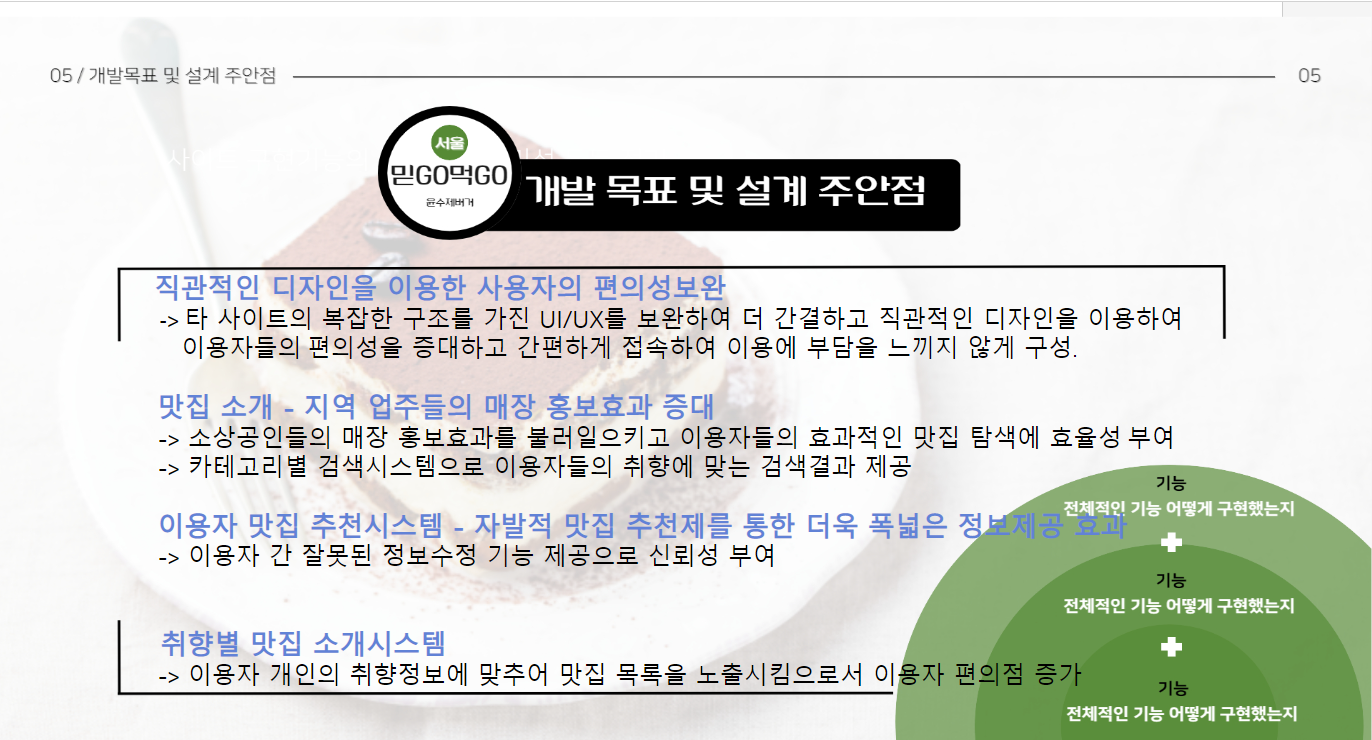 05 / 개발목표 및 설계 주안점
05
서울
믿GO먹GO
윤수제버거
개발 목표 및 설계 주안점
직관적인 디자인을 이용한 사용자의 편의성보완
-> 타 사이트의 복잡한 구조를 가진 UI/UX를 보완하여 더 간결하고 직관적인 디자인을 이용하여
이용자들의 편의성을 증대하고 간편하게 접속하여 이용에 부담을 느끼지 않게 구성.
맛집 소개 - 지역 업주들의 매장 홍보효과 증대
-> 소상공인들의 매장 홍보효과를 불러일으키고 이용자들의 효과적인 맛집 탐색에 효율성 부여
-> 카테고리별 검색시스템으로 이용자들의 취향에 맞는 검색결과 제공
이용자 맛집 추천시스템 - 자발적 맛집 추천제를 통한 더욱 폭넓은 정보제공 효과
-> 이용자 간 잘못된 정보수정 기능 제공으로 신뢰성 부여
취향별 맛집 소개시스템
-> 이용자 개인의 취향정보에 맞추어 맛집 목록을 노출시킴으로서 이용자 편의점 증가
기능
전체적인 기능 어떻게 구현했는지
기능
전체적인 기능 어떻게 구현했는지
기능
전체적인 기능 어떻게 구현했는지